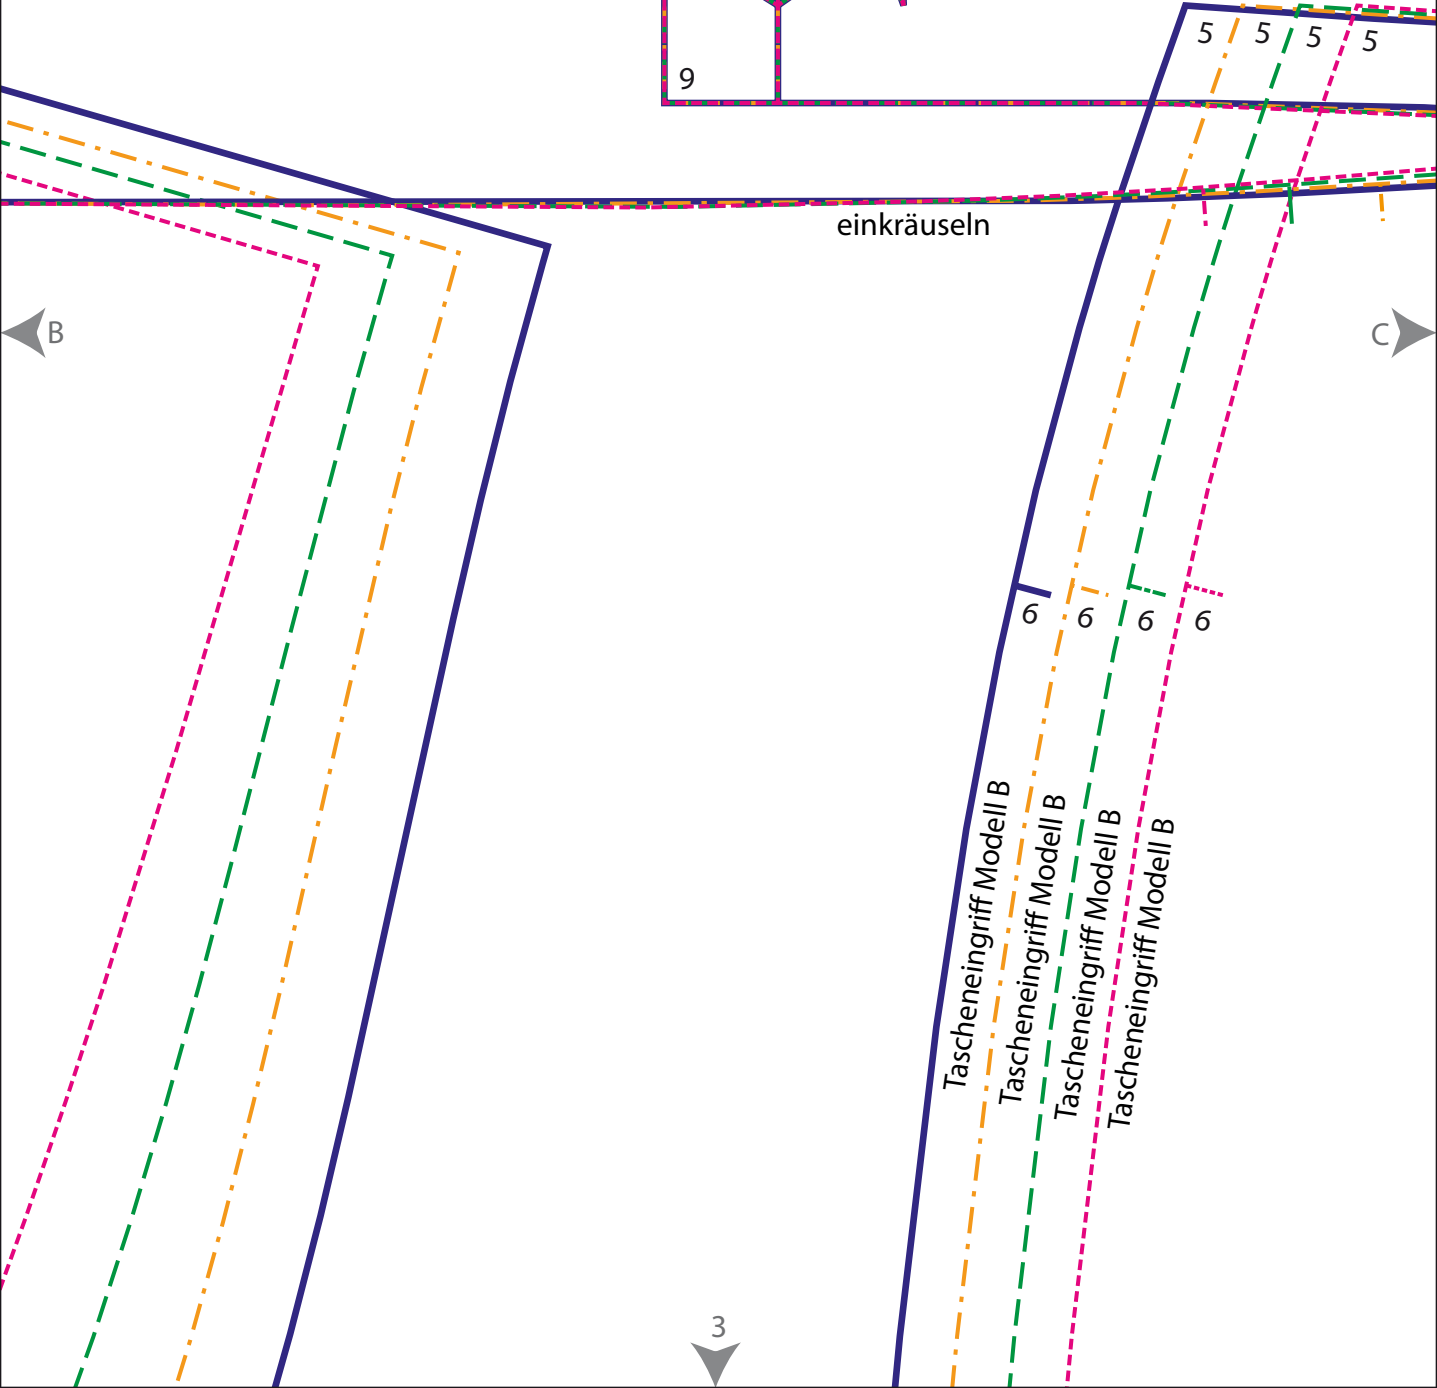 5 5 5 5
9
einkräuseln
B
C
6 6 6 6
Tascheneingriff Modell B
Tascheneingriff Modell B
Tascheneingriff Modell B
Tascheneingriff Modell B
3